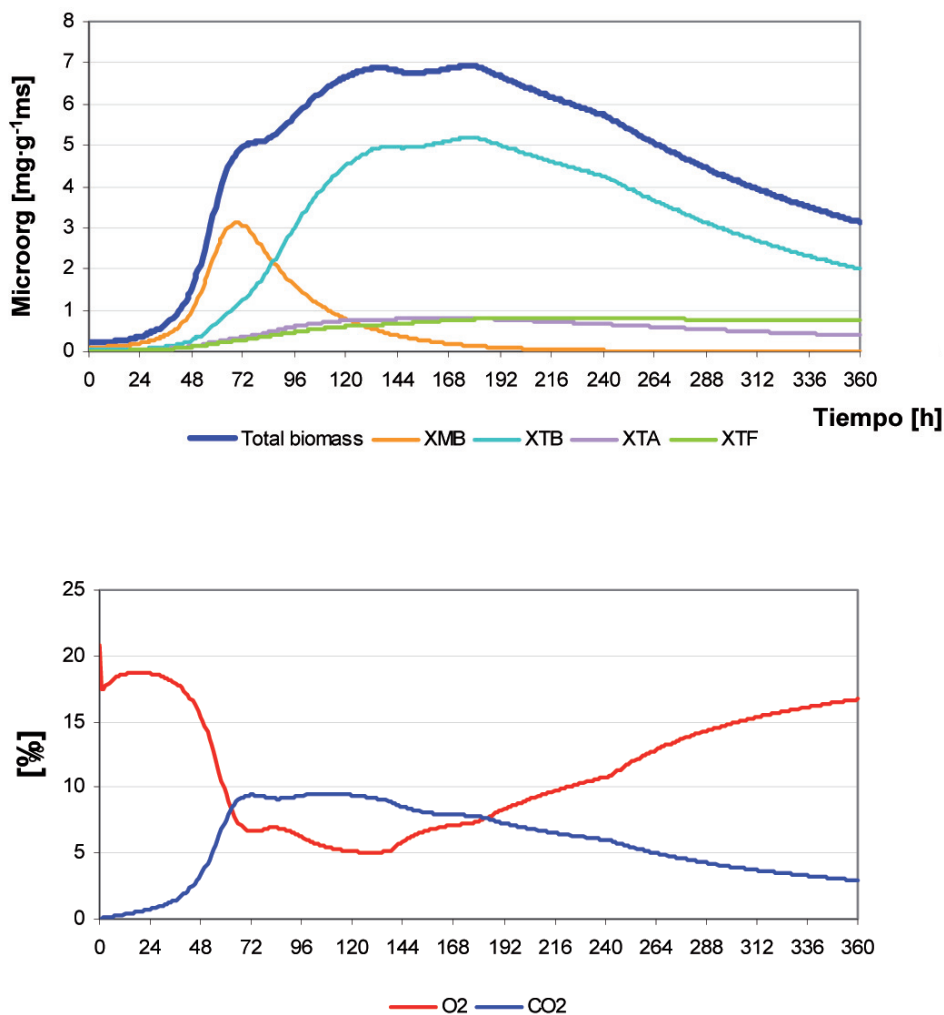 8
7
6
5
4
3
2
1
0
Microorg [mg·g⁻¹ms]
0 24 48 72 96 120 144 168 192 216 240 264 288 312 336 360
Tiempo [h]
Total biomass XMB XTB XTA XTF
25
20
15
10
5
0
[%]
0 24 48 72 96 120 144 168 192 216 240 264 288 312 336 360
O2 CO2